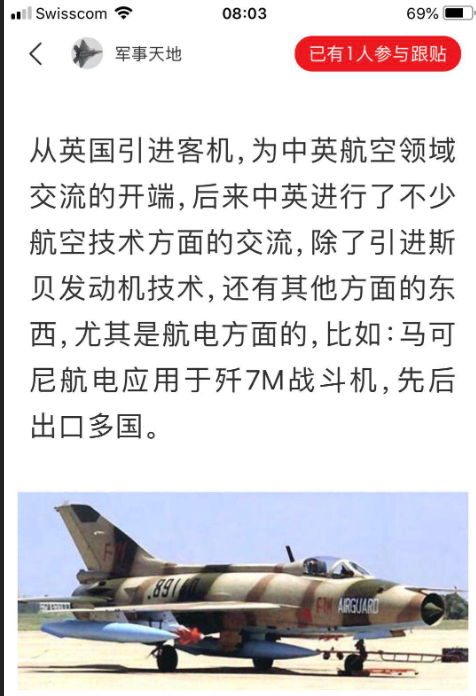 Swisscom 08:03 69%
军事天地 已有1人参与跟贴
从英国引进客机,为中英航空领域
交流的开端,后来中英进行了不少
航空技术方面的交流,除了引进斯
贝发动机技术,还有其他方面的东
西,尤其是航电方面的,比如:马可
尼航电应用于歼7M战斗机,先后
出口多国。
F-7M
F-7M AIRGUARD